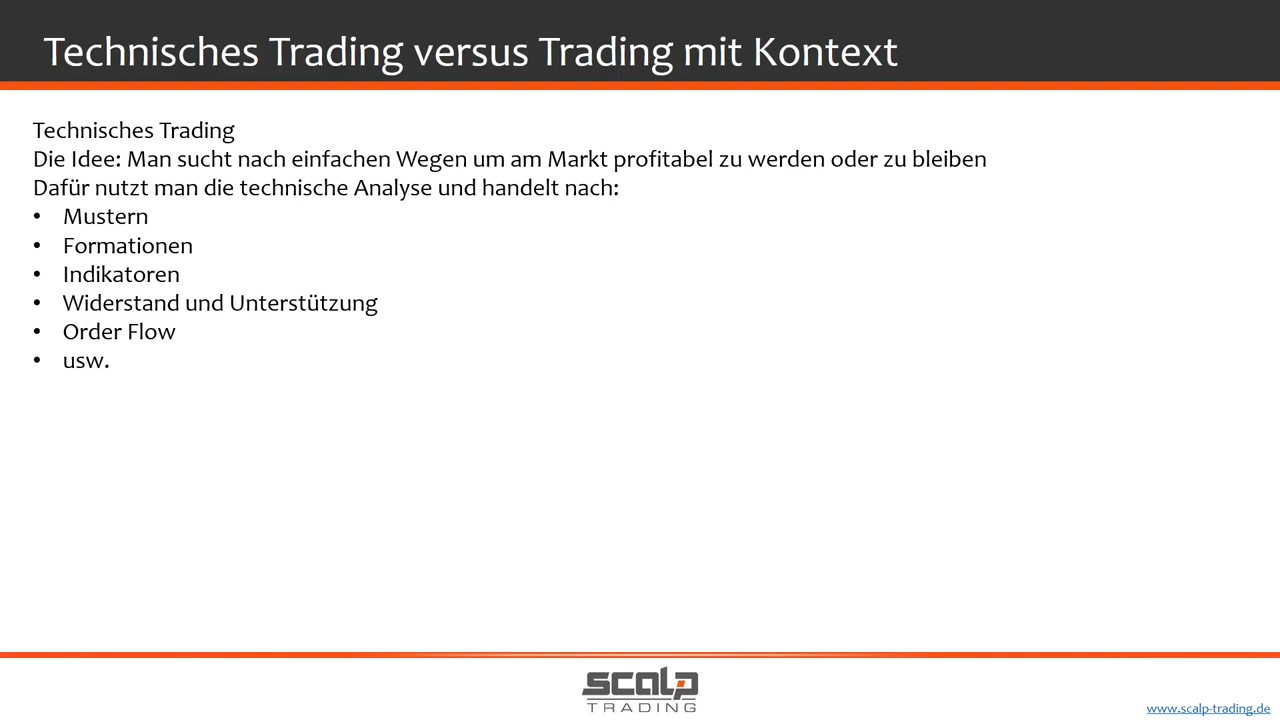 Technisches Trading versus Trading mit Kontext
Technisches Trading
Die Idee: Man sucht nach einfachen Wegen um am Markt profitabel zu werden oder zu bleiben
Dafür nutzt man die technische Analyse und handelt nach:
• Mustern
• Formationen
• Indikatoren
• Widerstand und Unterstützung
• Order Flow
• usw.
scalp
TRADING
www.scalp-trading.de